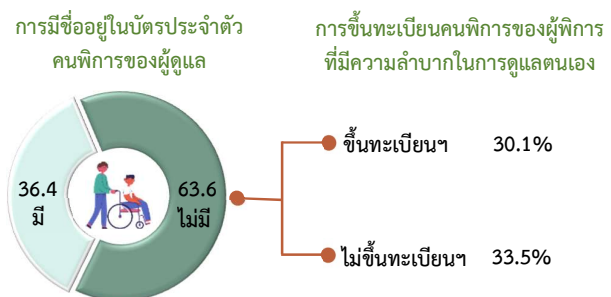 การมีชื่ออยู่ในบัตรประจำตัว
คนพิการของผู้ดูแล
การขึ้นทะเบียนคนพิการของผู้พิการ
ที่มีความลำบากในการดูแลตนเอง
36.4
มี
63.6
ไม่มี
ขึ้นทะเบียนฯ 30.1%
ไม่ขึ้นทะเบียนฯ 33.5%